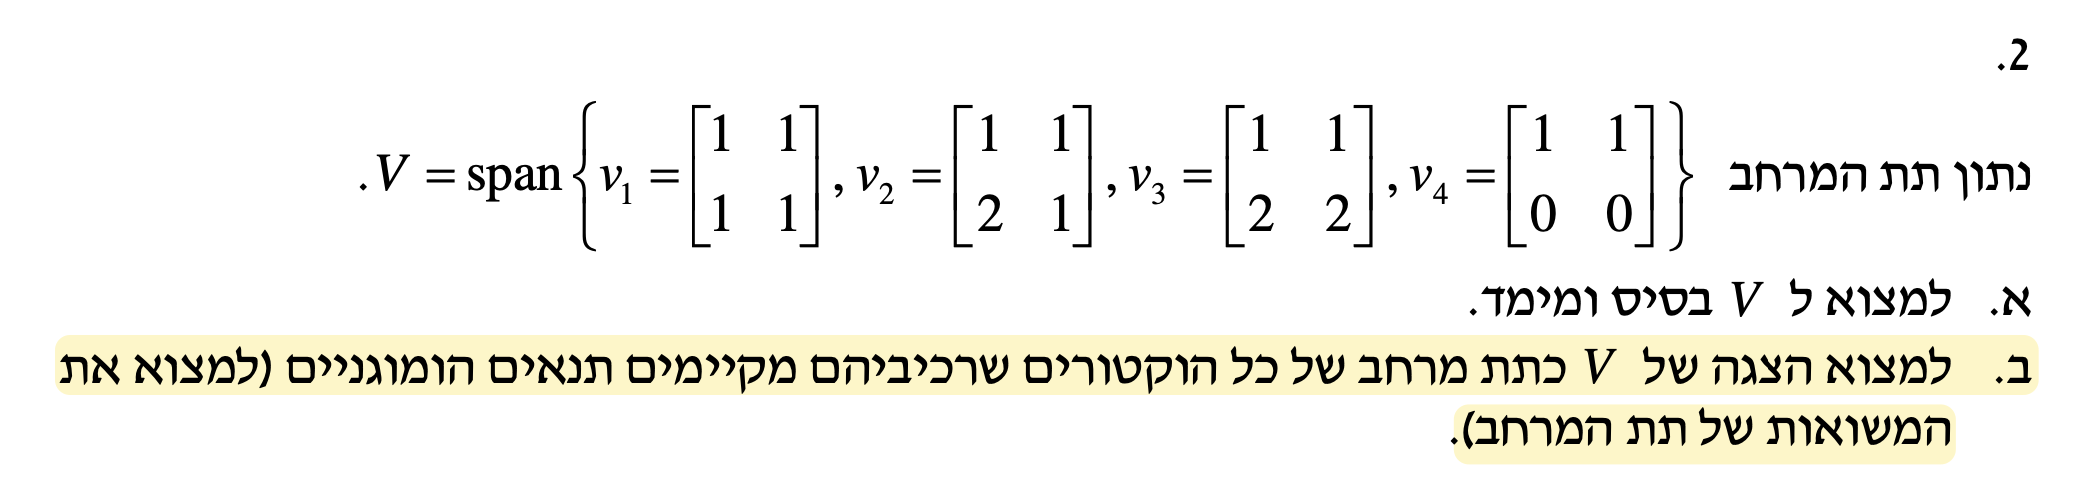 2.
נתון תת המרחב V = span{ v₁ = [1 1; 1 1], v₂ = [1 1; 2 1], v₃ = [1 1; 2 2], v₄ = [1 1; 0 0] }.
א. למצוא ל V בסיס ומימד.
ב. למצוא הצגה של V כתת מרחב של כל הוקטורים שרכיביהם מקיימים תנאים הומוגניים (למצוא את
המשואות של תת המרחב).